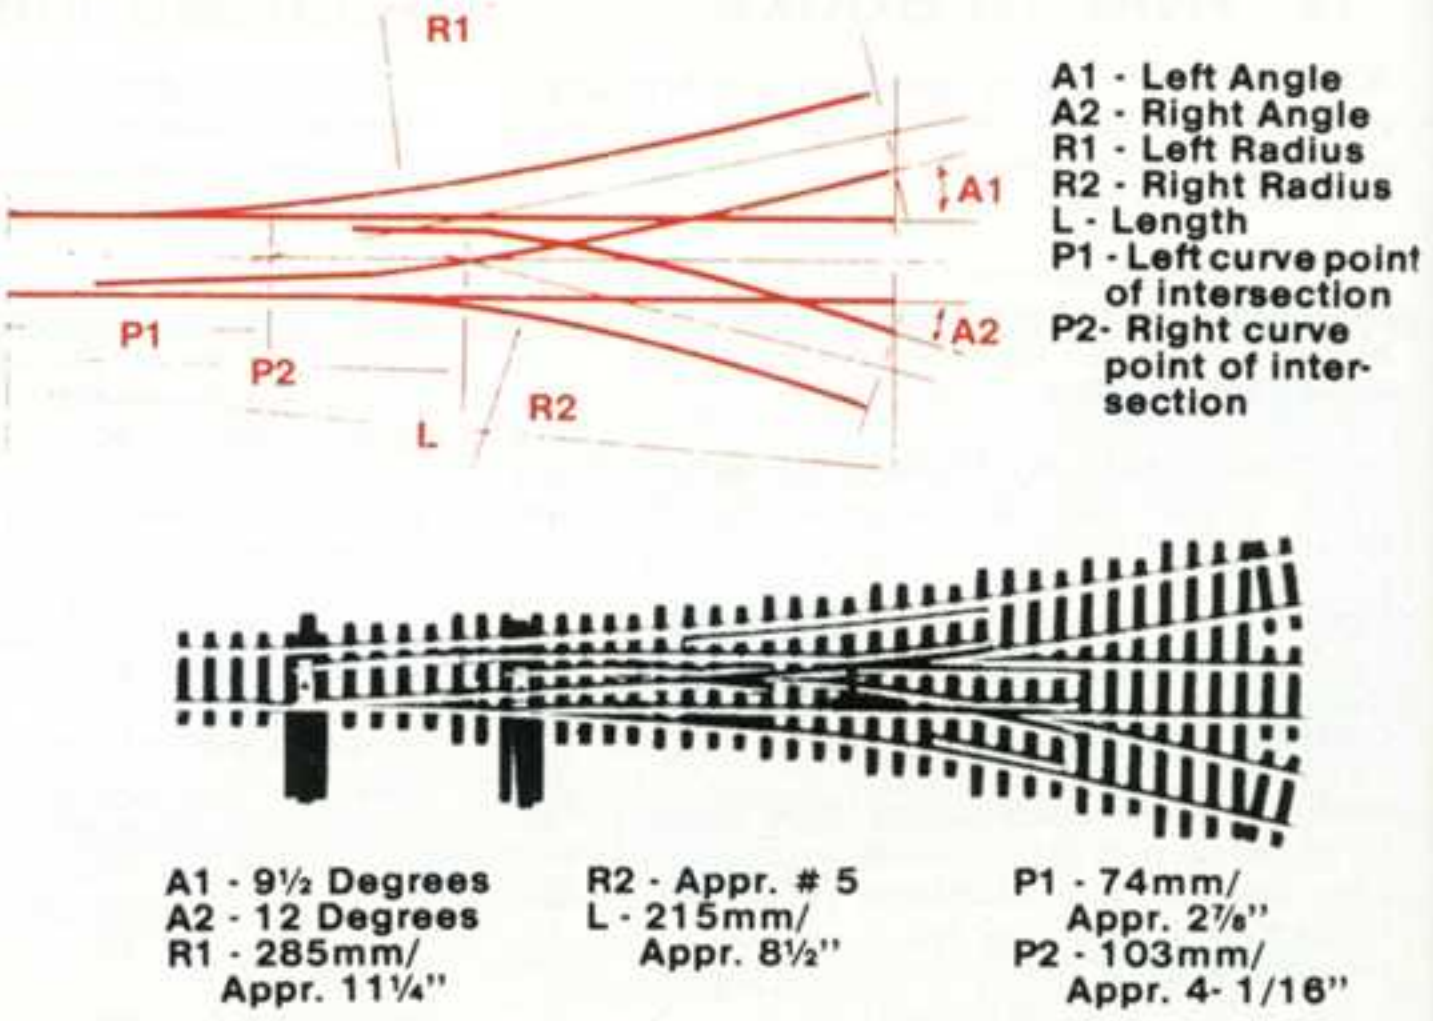 R1
A1
P1
P2
A2
R2
L
A1 - Left Angle
A2 - Right Angle
R1 - Left Radius
R2 - Right Radius
L - Length
P1 - Left curve point
of intersection
P2- Right curve
point of inter-
section
A1 - 9½ Degrees
A2 - 12 Degrees
R1 - 285mm/
Appr. 11¼"
R2 - Appr. # 5
L - 215mm/
Appr. 8½"
P1 - 74mm/
Appr. 2⅞"
P2 - 103mm/
Appr. 4- 1/16"